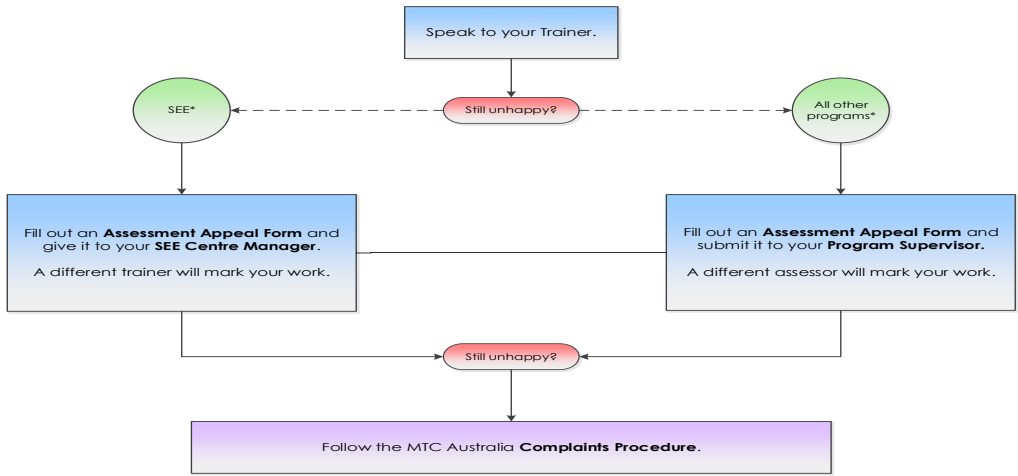 Speak to your Trainer.
SEE*
Still unhappy?
All other
programs*
Fill out an Assessment Appeal Form and
give it to your SEE Centre Manager.
A different trainer will mark your work.
Fill out an Assessment Appeal Form and
submit it to your Program Supervisor.
A different assessor will mark your work.
Still unhappy?
Follow the MTC Australia Complaints Procedure.